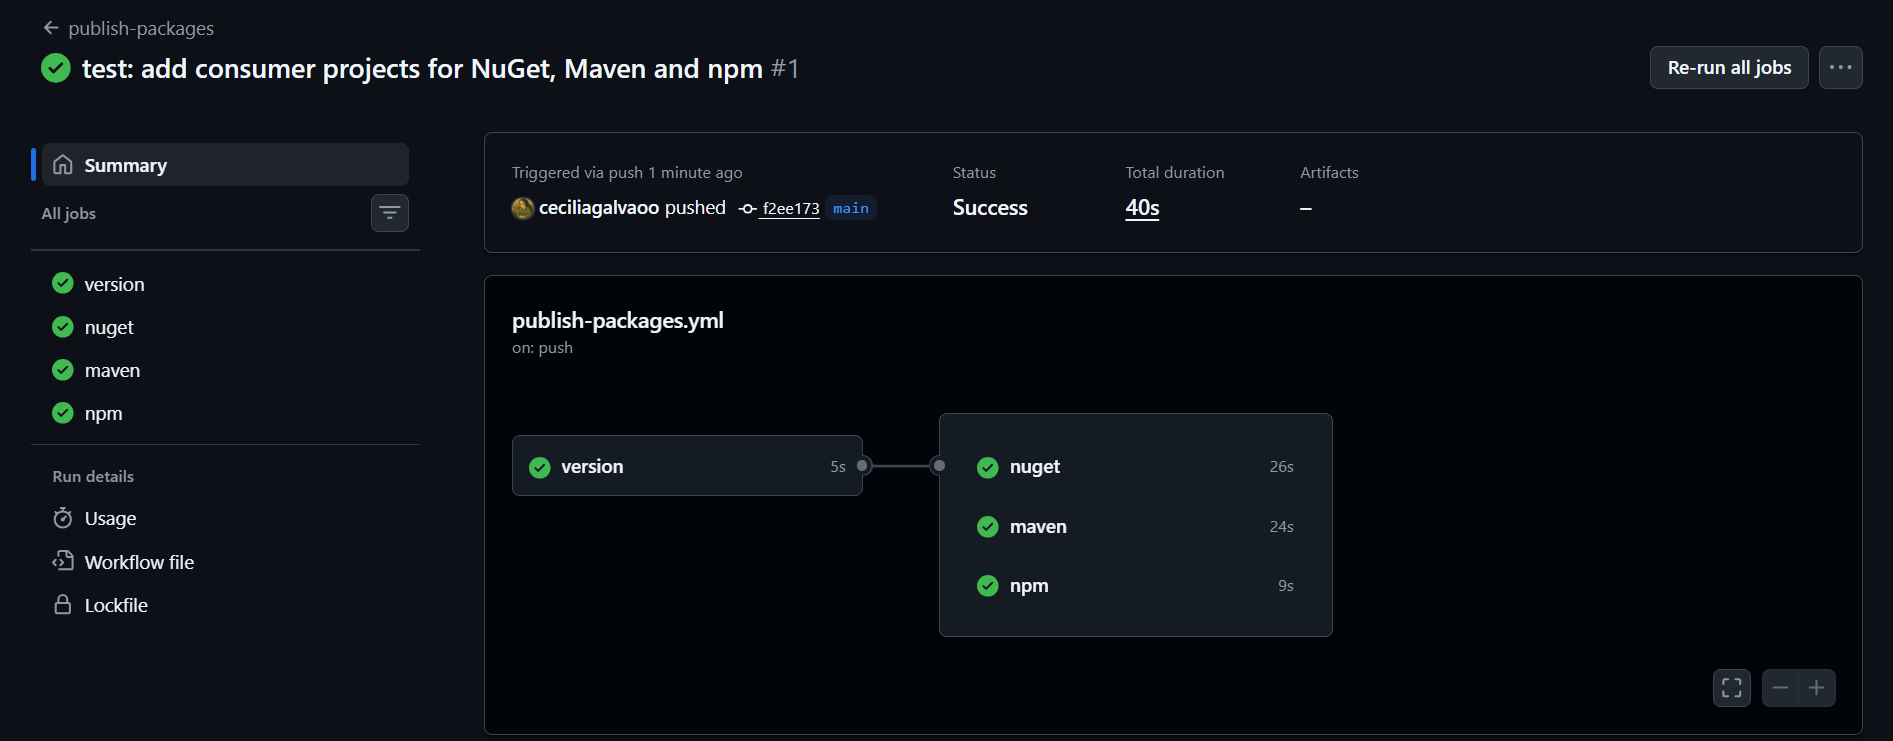 publish-packages
test: add consumer projects for NuGet, Maven and npm #1
Re-run all jobs
Summary
All jobs
version
nuget
maven
npm
Run details
Usage
Workflow file
Lockfile
Triggered via push 1 minute ago
ceciliagalvaoo pushed f2ee173 main
Status
Success
Total duration
40s
Artifacts
–
publish-packages.yml
on: push
version 5s
nuget 26s
maven 24s
npm 9s